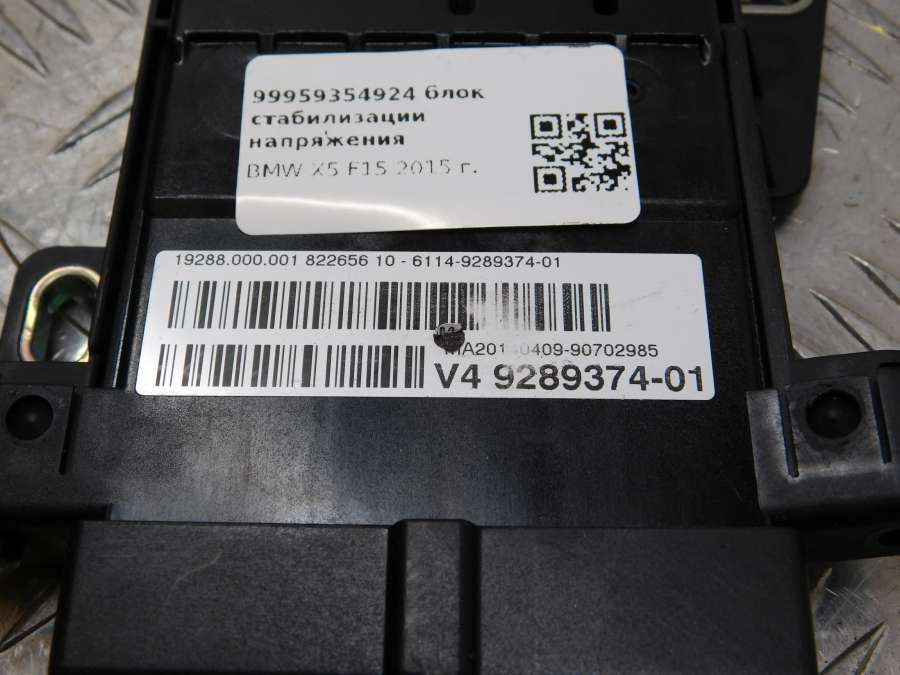 99959354924 блок
стабилизации
напряжения
BMW X5 F15 2015 г.
19288.000.001 822656 10 - 6114-9289374-01
V4 9289374-01